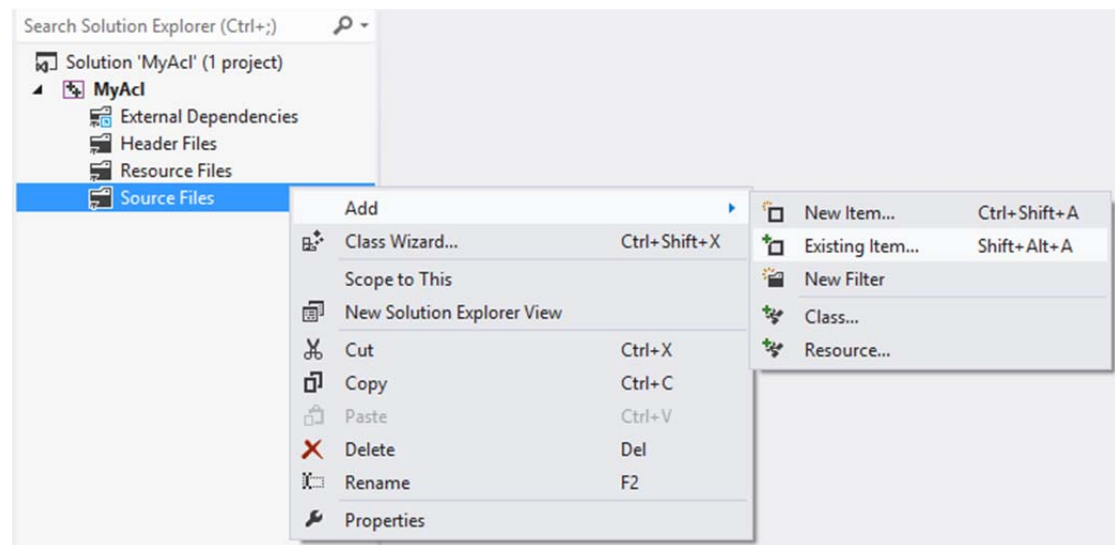 Search Solution Explorer (Ctrl+;)
Solution 'MyAcl' (1 project)
MyAcl
External Dependencies
Header Files
Resource Files
Source Files
Add
Class Wizard... Ctrl+Shift+X
Scope to This
New Solution Explorer View
Cut Ctrl+X
Copy Ctrl+C
Paste Ctrl+V
Delete Del
Rename F2
Properties
New Item... Ctrl+Shift+A
Existing Item... Shift+Alt+A
New Filter
Class...
Resource...